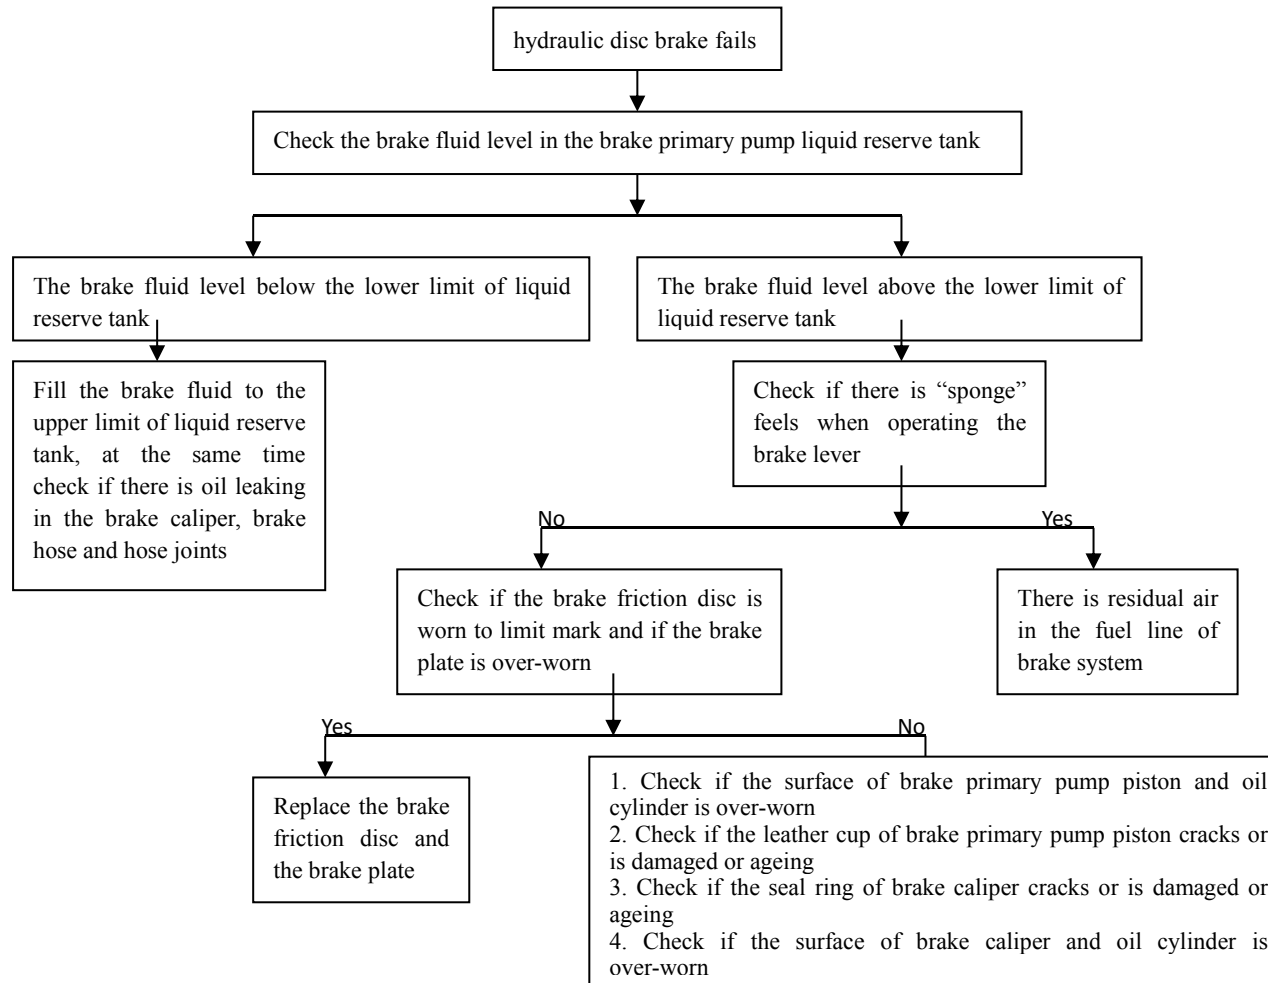 hydraulic disc brake fails
Check the brake fluid level in the brake primary pump liquid reserve tank
The brake fluid level below the lower limit of liquid
reserve tank
The brake fluid level above the lower limit of
liquid reserve tank
Fill the brake fluid to the
upper limit of liquid reserve
tank, at the same time
check if there is oil leaking
in the brake caliper, brake
hose and hose joints
Check if there is “sponge”
feels when operating the
brake lever
No
Yes
Check if the brake friction disc is
worn to limit mark and if the brake
plate is over-worn
There is residual air
in the fuel line of
brake system
Yes
No
Replace the brake
friction disc and
the brake plate
1. Check if the surface of brake primary pump piston and oil
cylinder is over-worn
2. Check if the leather cup of brake primary pump piston cracks or
is damaged or ageing
3. Check if the seal ring of brake caliper cracks or is damaged or
ageing
4. Check if the surface of brake caliper and oil cylinder is
over-worn